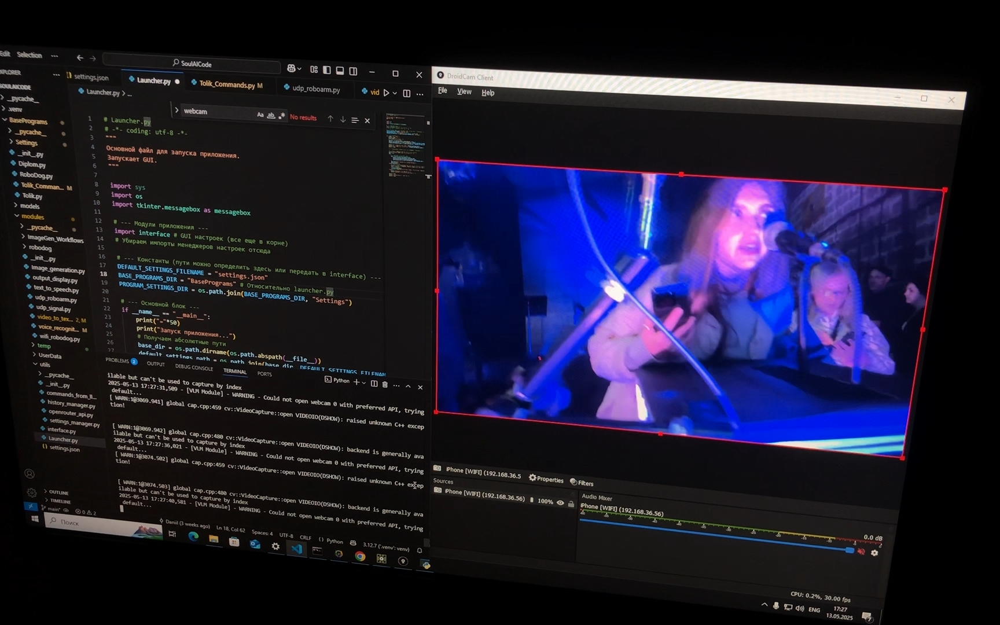 Edit Selection ... SoulAICode
EXPLORER ...
SOULAICODE
__pycache__
.venv
BasePrograms
__pycache__
Settings
__init__.py
Diplom.py
RoboDog.py
Tolik_Comman... M
Tolik.py
models
modules
__pycache__
ImageGen_Workflows
robodog
__init__.py
Image_generation.py
output_display.py
text_to_speech.py
udp_roboarm.py
udp_signal.py
video_to_tex... 2, M
voice_recognit... M
wifi_robodog.py
temp
UserData
utils
__pycache__
__init__.py
commands_from_ll...
history_manager.py
openrouter_api.py
settings_manager.py
interface.py
Launcher.py
settings.json
OUTLINE
TIMELINE
settings.json Launcher.py Tolik_Commands.py M udp_roboarm.py vid
Launcher.py > ...
webcam Aa ab No results
1 # Launcher.py
2 # -*- coding: utf-8 -*-
3 """
4 Основной файл для запуска приложения.
5 Запускает GUI.
6 """
7
8 import sys
9 import os
10 import tkinter.messagebox as messagebox
11
12 # --- Модули приложения ---
13 import interface # GUI настроек (все еще в корне)
14 # Убираем импорты менеджеров настроек отсюда
15
16 # --- Константы (пути можно определить здесь или передать в interface) ---
17 DEFAULT_SETTINGS_FILENAME = "settings.json"
18 BASE_PROGRAMS_DIR = "BasePrograms" # Относительно launcher.py
19 PROGRAM_SETTINGS_DIR = os.path.join(BASE_PROGRAMS_DIR, "Settings")
20
21 # --- Основной блок ---
22 if __name__ == "__main__":
23 print("="*50)
24 print("Запуск приложения...")
25 # Получаем абсолютные пути
26 base_dir = os.path.dirname(os.path.abspath(__file__))
27 default_settings_path = os.path.join(base_dir, DEFAULT_SETTINGS_FILENAM
PROBLEMS 2 OUTPUT DEBUG CONSOLE TERMINAL PORTS
Python
ilable but can't be used to capture by index
2025-05-13 17:27:31,509 - [VLM Module] - WARNING - Could not open webcam 0 with preferred API, trying
default...
[ WARN:1@3069.941] global cap.cpp:459 cv::VideoCapture::open VIDEOIO(DSHOW): raised unknown C++ excep
tion!
[ WARN:1@3069.942] global cap.cpp:480 cv::VideoCapture::open VIDEOIO(DSHOW): backend is generally ava
ilable but can't be used to capture by index
2025-05-13 17:27:36,021 - [VLM Module] - WARNING - Could not open webcam 0 with preferred API, trying
default...
[ WARN:1@3074.502] global cap.cpp:459 cv::VideoCapture::open VIDEOIO(DSHOW): raised unknown C++ excep
tion!
[ WARN:1@3074.503] global cap.cpp:480 cv::VideoCapture::open VIDEOIO(DSHOW): backend is generally ava
ilable but can't be used to capture by index
2025-05-13 17:27:40,581 - [VLM Module] - WARNING - Could not open webcam 0 with preferred API, trying
default...
main* 0 2 Daniil (3 weeks ago) Ln 18, Col 62 Spaces: 4 UTF-8 CRLF Python 3.12.7 ('.venv': venv)
Поиск
DroidCam Client
File View Help
iPhone [WIFI] (192.168.36.5 Properties Filters
Sources
iPhone [WIFI] (192.168.36.56) 100%
Audio Mixer
iPhone [WIFI] (192.168.36.56)
0.0 dB
CPU: 0.2%, 30.00 fps
ENG 17:27
13.05.2025